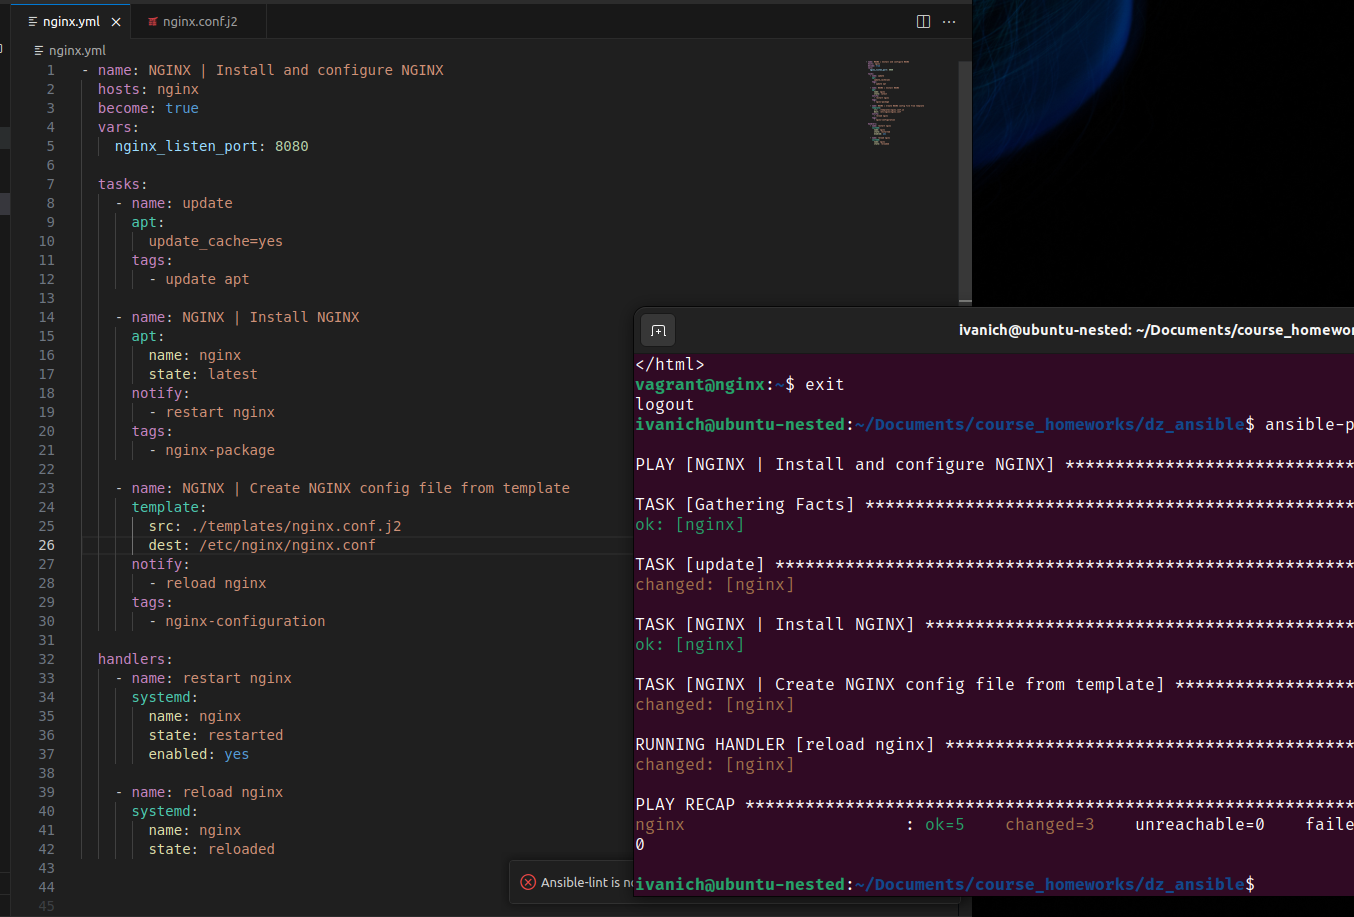 nginx.yml
nginx.conf.j2
nginx.yml
1 - name: NGINX | Install and configure NGINX
2   hosts: nginx
3   become: true
4   vars:
5     nginx_listen_port: 8080
6
7   tasks:
8     - name: update
9       apt:
10         update_cache=yes
11       tags:
12         - update apt
13
14     - name: NGINX | Install NGINX
15       apt:
16         name: nginx
17         state: latest
18       notify:
19         - restart nginx
20       tags:
21         - nginx-package
22
23     - name: NGINX | Create NGINX config file from template
24       template:
25         src: ./templates/nginx.conf.j2
26         dest: /etc/nginx/nginx.conf
27       notify:
28         - reload nginx
29       tags:
30         - nginx-configuration
31
32   handlers:
33     - name: restart nginx
34       systemd:
35         name: nginx
36         state: restarted
37         enabled: yes
38
39     - name: reload nginx
40       systemd:
41         name: nginx
42         state: reloaded
43
44
45
Ansible-lint is
ivanich@ubuntu-nested: ~/Documents/course_homewor
</html>
vagrant@nginx:~$ exit
logout
ivanich@ubuntu-nested:~/Documents/course_homeworks/dz_ansible$ ansible-p
PLAY [NGINX | Install and configure NGINX] *****************************
TASK [Gathering Facts] *************************************************
ok: [nginx]
TASK [update] **********************************************************
changed: [nginx]
TASK [NGINX | Install NGINX] *******************************************
ok: [nginx]
TASK [NGINX | Create NGINX config file from template] ******************
changed: [nginx]
RUNNING HANDLER [reload nginx] *****************************************
changed: [nginx]
PLAY RECAP *************************************************************
nginx                      : ok=5    changed=3    unreachable=0    faile
0
ivanich@ubuntu-nested:~/Documents/course_homeworks/dz_ansible$